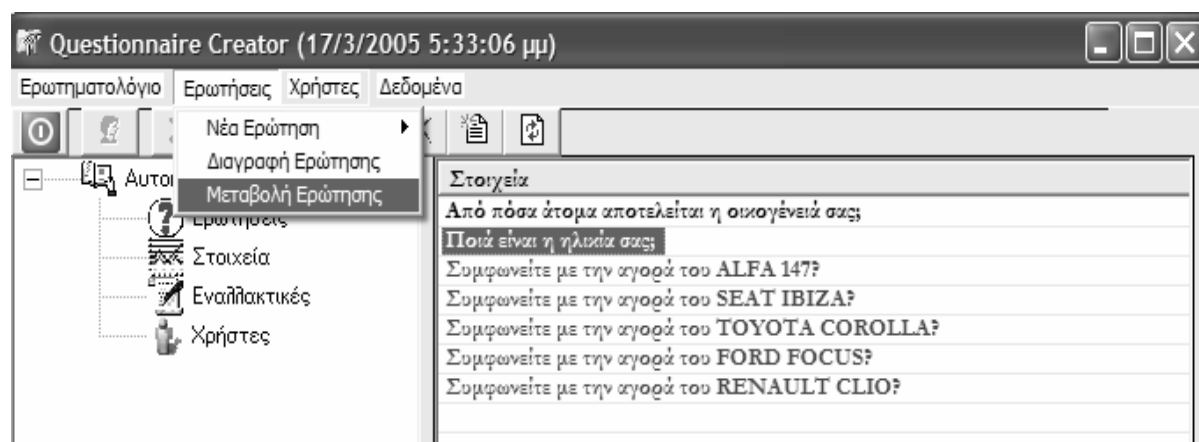 Questionnaire Creator (17/3/2005 5:33:06 μμ)
Ερωτηματολόγιο Ερωτήσεις Χρήστες Δεδομένα
Νέα Ερώτηση
Διαγραφή Ερώτησης
Μεταβολή Ερώτησης
Ερωτήσεις
Στοιχεία
Εναλλακτικές
Χρήστες
Στοιχεία
Από πόσα άτομα αποτελείται η οικογένειά σας;
Ποιά είναι η ηλικία σας;
Συμφωνείτε με την αγορά του ALFA 147?
Συμφωνείτε με την αγορά του SEAT IBIZA?
Συμφωνείτε με την αγορά του TOYOTA COROLLA?
Συμφωνείτε με την αγορά του FORD FOCUS?
Συμφωνείτε με την αγορά του RENAULT CLIO?